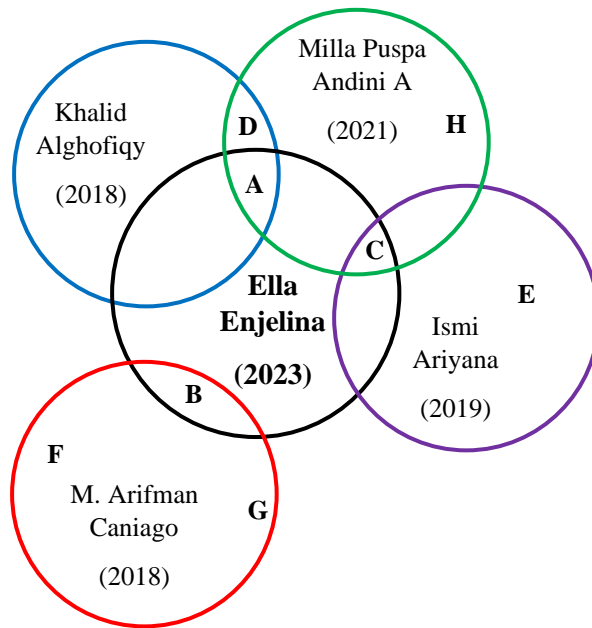 Milla Puspa
Andini A
(2021)
H
Khalid
Alghofiqy
(2018)
D
A
C
Ella
Enjelina
(2023)
E
Ismi
Ariyana
(2019)
B
F
M. Arifman
Caniago
(2018)
G